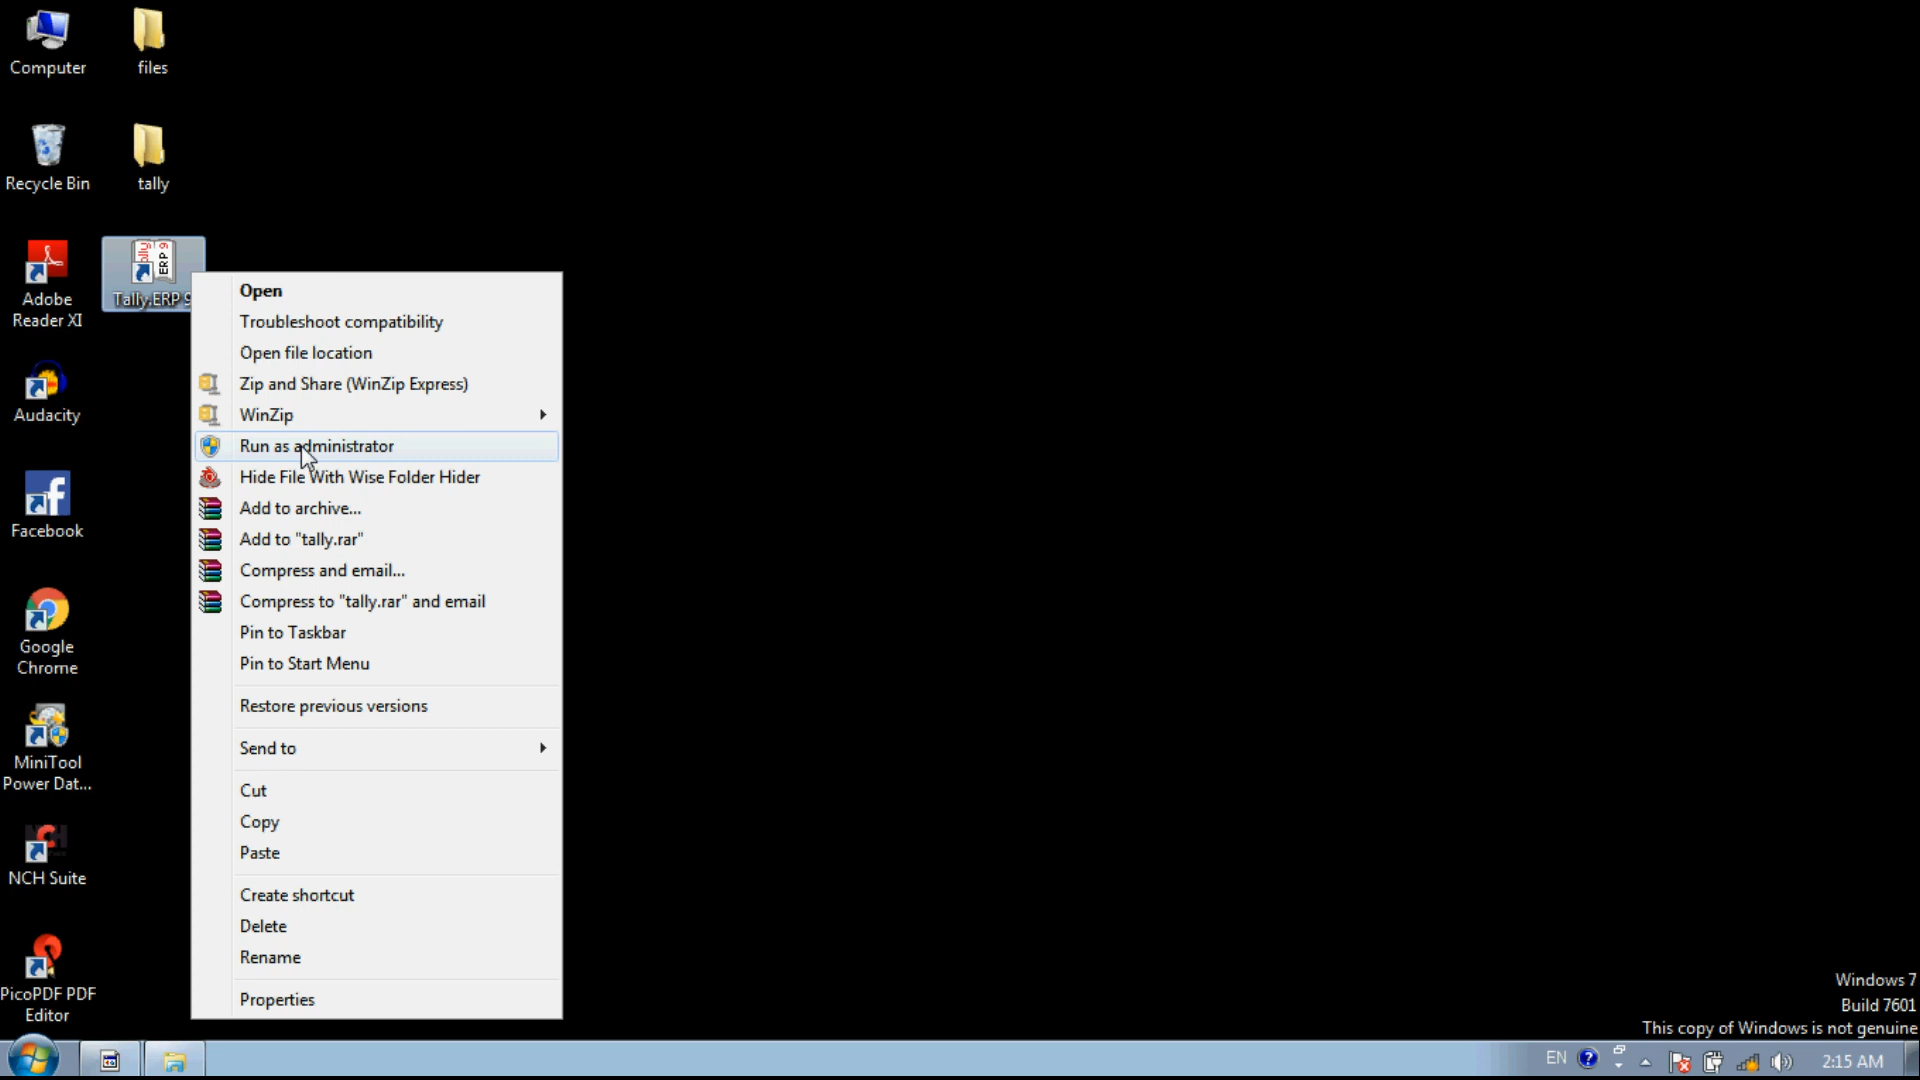 Computer
files
Recycle Bin
tally
Adobe
Reader XI
ERP 9
Tally.ERP 9
Audacity
Facebook
Google
Chrome
MiniTool
Power Dat...
NCH Suite
PicoPDF PDF
Editor
Open
Troubleshoot compatibility
Open file location
Zip and Share (WinZip Express)
WinZip
Run as administrator
Hide File With Wise Folder Hider
Add to archive...
Add to "tally.rar"
Compress and email...
Compress to "tally.rar" and email
Pin to Taskbar
Pin to Start Menu
Restore previous versions
Send to
Cut
Copy
Paste
Create shortcut
Delete
Rename
Properties
Windows 7
Build 7601
This copy of Windows is not genuine
EN
2:15 AM